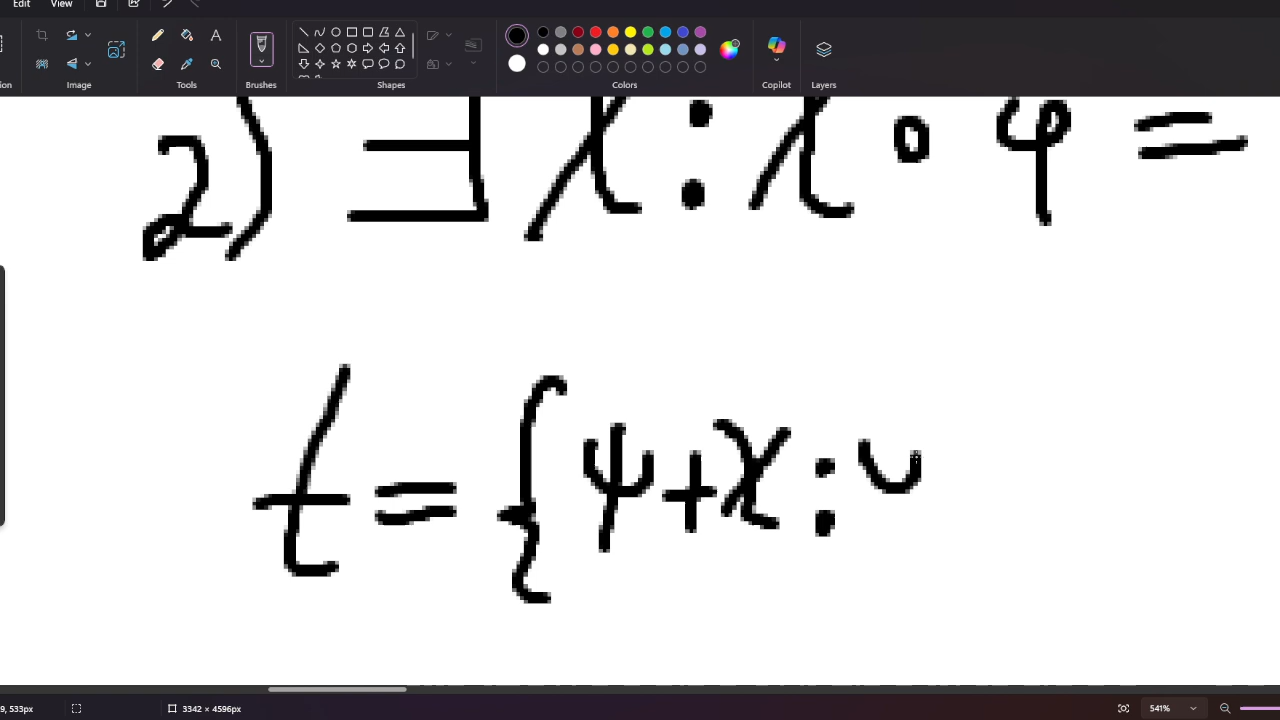 Edit View
Image Tools Brushes Shapes Colors Copilot Layers
2) ∃χ : χ ∘ φ =
t = {ψ + χ : 
3342 × 4596px 541%